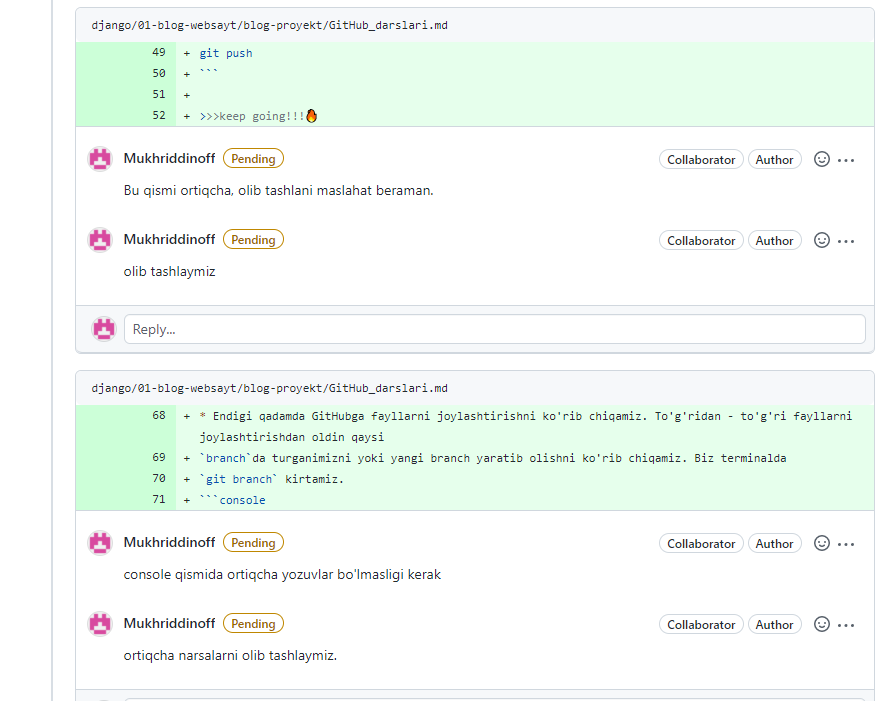 django/01-blog-websayt/blog-proyekt/GitHub_darslari.md
49 + git push
50 + ```
51 +
52 + >>>keep going!!!🔥
Mukhriddinoff Pending Collaborator Author
Bu qismi ortiqcha, olib tashlani maslahat beraman.
Mukhriddinoff Pending Collaborator Author
olib tashlaymiz
Reply...
django/01-blog-websayt/blog-proyekt/GitHub_darslari.md
68 + * Endigi qadamda GitHubga fayllarni joylashtirishni ko'rib chiqamiz. To'g'ridan - to'g'ri fayllarni
joylashtirishdan oldin qaysi
69 + `branch`da turganimizni yoki yangi branch yaratib olishni ko'rib chiqamiz. Biz terminalda
70 + `git branch` kirtamiz.
71 + ```console
Mukhriddinoff Pending Collaborator Author
console qismida ortiqcha yozuvlar bo'lmasligi kerak
Mukhriddinoff Pending Collaborator Author
ortiqcha narsalarni olib tashlaymiz.